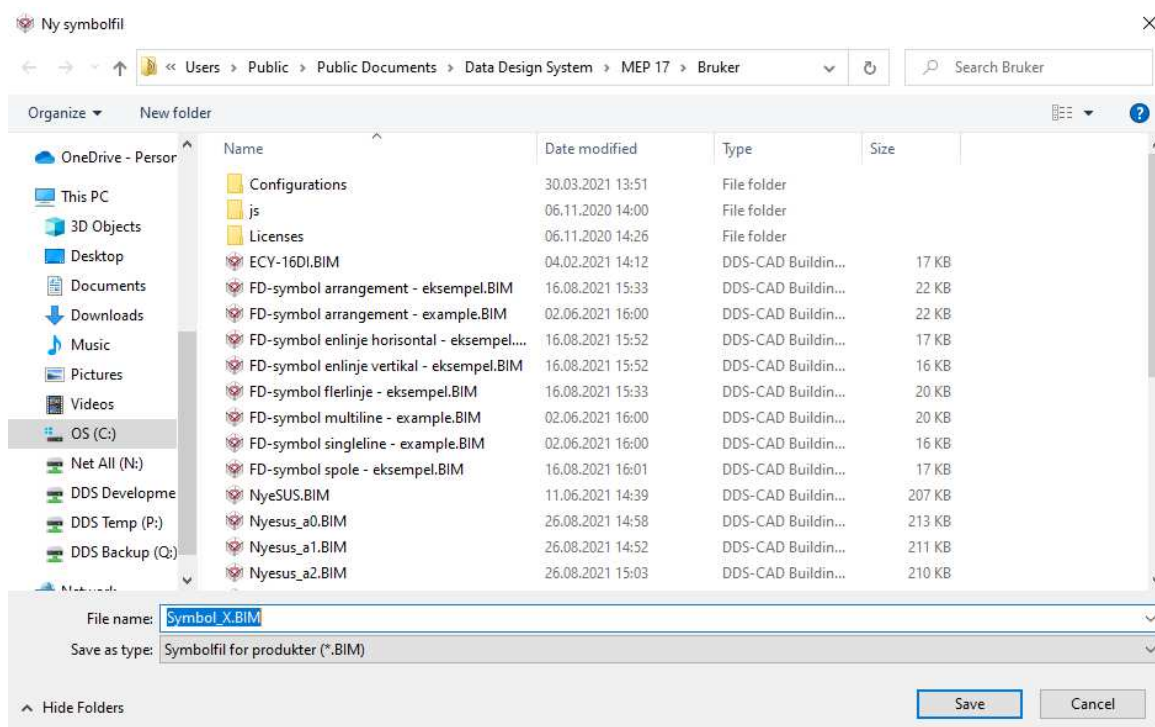 Ny symbolfil
« Users › Public › Public Documents › Data Design System › MEP 17 › Bruker
Search Bruker
Organize New folder
Name Date modified Type Size
OneDrive - Person
This PC
3D Objects
Desktop
Documents
Downloads
Music
Pictures
Videos
OS (C:)
Net All (N:)
DDS Developme
DDS Temp (P:)
DDS Backup (Q:)
Network
Configurations 30.03.2021 13:51 File folder
js 06.11.2020 14:00 File folder
Licenses 06.11.2020 14:26 File folder
ECY-16DI.BIM 04.02.2021 14:12 DDS-CAD Buildin... 17 KB
FD-symbol arrangement - eksempel.BIM 16.08.2021 15:33 DDS-CAD Buildin... 22 KB
FD-symbol arrangement - example.BIM 02.06.2021 16:00 DDS-CAD Buildin... 22 KB
FD-symbol enlinje horisontal - eksempel.... 16.08.2021 15:52 DDS-CAD Buildin... 17 KB
FD-symbol enlinje vertikal - eksempel.BIM 16.08.2021 15:52 DDS-CAD Buildin... 16 KB
FD-symbol flerlinje - eksempel.BIM 16.08.2021 15:33 DDS-CAD Buildin... 20 KB
FD-symbol multiline - example.BIM 02.06.2021 16:00 DDS-CAD Buildin... 20 KB
FD-symbol singleline - example.BIM 02.06.2021 16:00 DDS-CAD Buildin... 16 KB
FD-symbol spole - eksempel.BIM 16.08.2021 16:01 DDS-CAD Buildin... 17 KB
NyeSUS.BIM 11.06.2021 14:39 DDS-CAD Buildin... 207 KB
Nyesus_a0.BIM 26.08.2021 14:58 DDS-CAD Buildin... 213 KB
Nyesus_a1.BIM 26.08.2021 14:52 DDS-CAD Buildin... 211 KB
Nyesus_a2.BIM 26.08.2021 15:03 DDS-CAD Buildin... 210 KB
File name: Symbol_X.BIM
Save as type: Symbolfil for produkter (*.BIM)
Hide Folders
Save Cancel